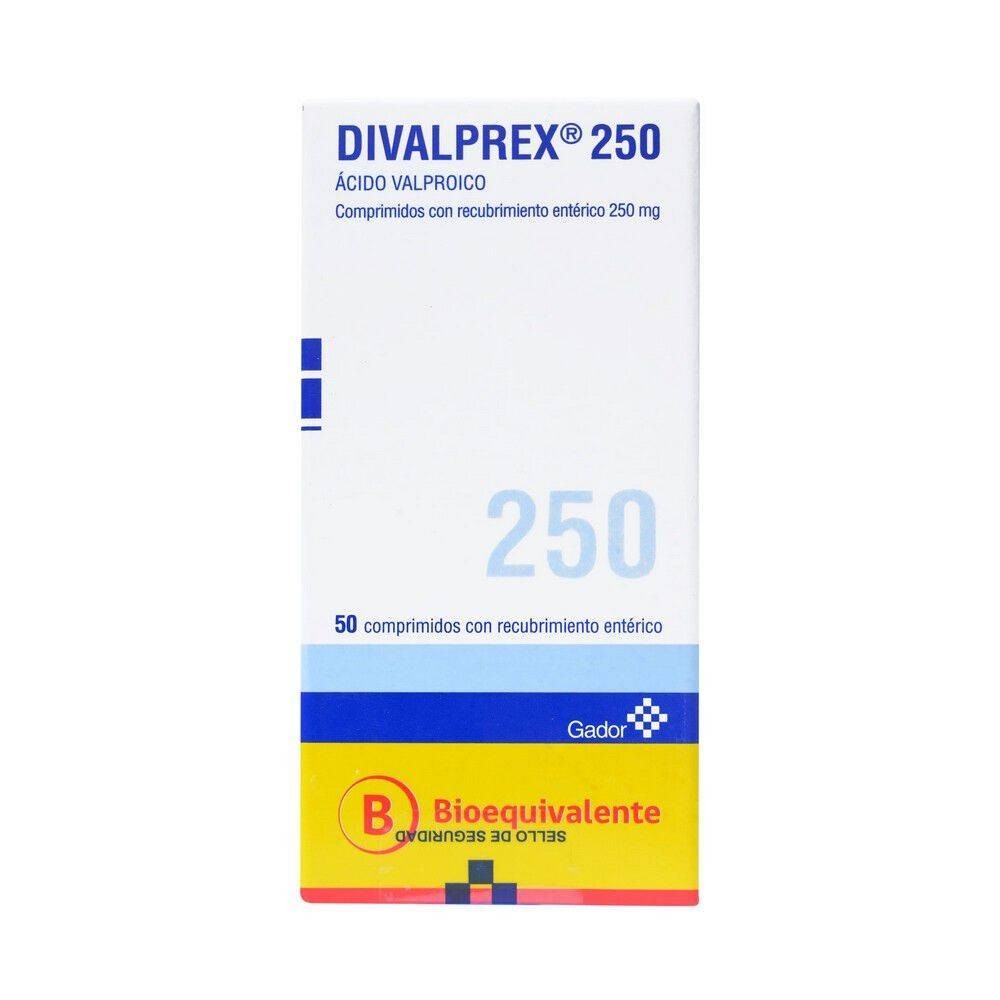 DIVALPREX® 250
ÁCIDO VALPROICO
Comprimidos con recubrimiento entérico 250 mg
250
50 comprimidos con recubrimiento entérico
Gador
B Bioequivalente
SELLO DE SEGURIDAD